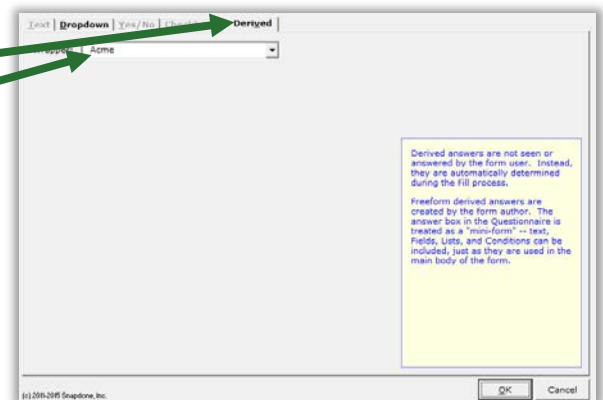 Text | Dropdown | Yes/No | Derived |
Acme
Derived answers are not seen or
answered by the form user. Instead,
they are automatically determined
during the Fill process.
Freeform derived answers are
created by the form author. The
answer box in the Questionnaire is
treated as a "mini-form" -- text,
Fields, Lists, and Conditions can be
included, just as they are used in the
main body of the form.
(c) 2011-2015 Snapdone, Inc.
OK Cancel